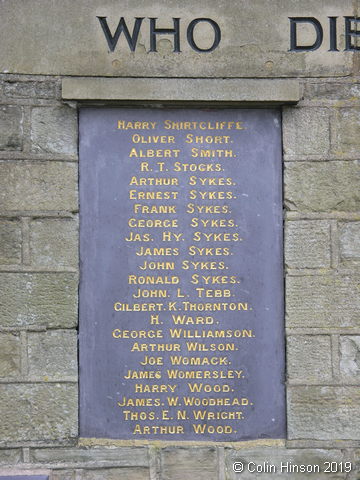 WHO DIE
HARRY SHIRTCLIFFE.
OLIVER SHORT.
ALBERT SMITH.
R.T. STOCKS.
ARTHUR SYKES.
ERNEST SYKES.
FRANK SYKES.
GEORGE SYKES.
JAS. HY. SYKES.
JAMES SYKES.
JOHN SYKES.
RONALD SYKES.
JOHN. L. TEBB.
GILBERT.K.THORNTON.
H. WARD.
GEORGE WILLIAMSON.
ARTHUR WILSON.
JOE WOMACK.
JAMES WOMERSLEY.
HARRY WOOD.
JAMES.W.WOODHEAD.
THOS.E.N.WRIGHT.
ARTHUR WOOD.
©Colin Hinson 2019